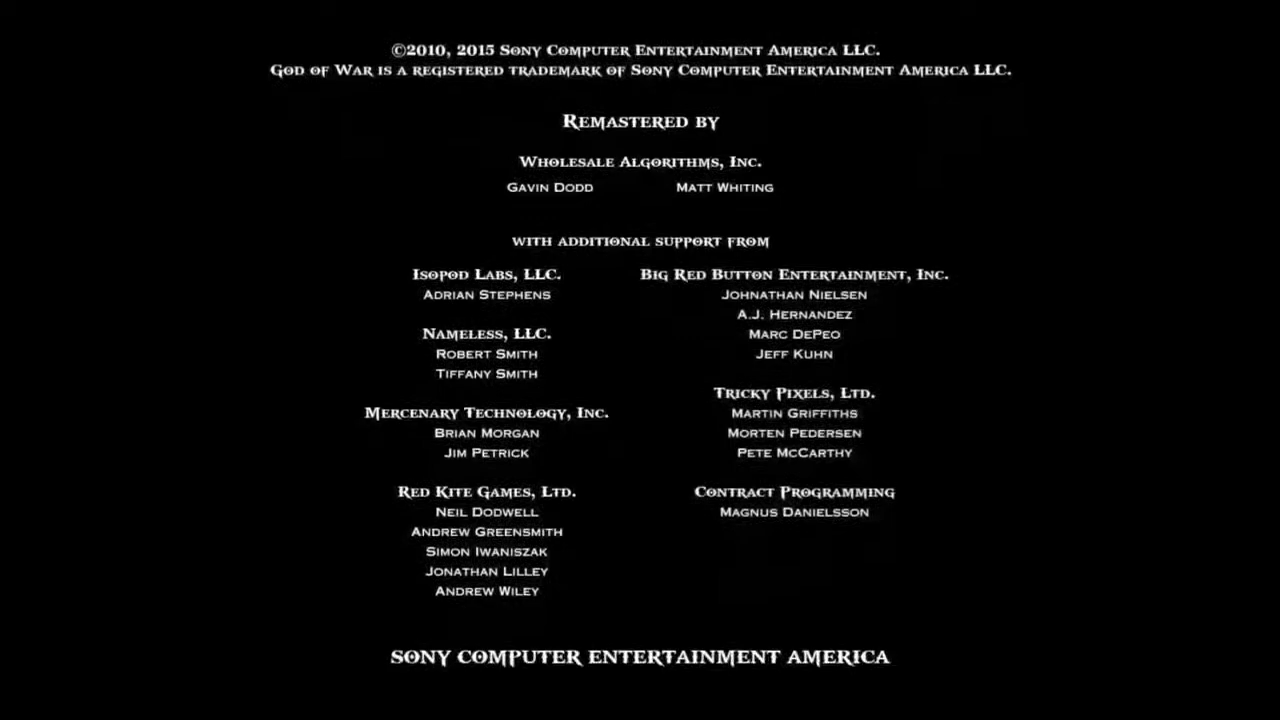 ©2010, 2015 Sony Computer Entertainment America LLC.
God of War is a registered trademark of Sony Computer Entertainment America LLC.
Remastered by
Wholesale Algorithms, Inc.
Gavin Dodd
Matt Whiting
with additional support from
Isopod Labs, LLC.
Adrian Stephens
Nameless, LLC.
Robert Smith
Tiffany Smith
Mercenary Technology, Inc.
Brian Morgan
Jim Petrick
Red Kite Games, Ltd.
Neil Dodwell
Andrew Greensmith
Simon Iwaniszak
Jonathan Lilley
Andrew Wiley
Big Red Button Entertainment, Inc.
Johnathan Nielsen
A.J. Hernandez
Marc DePeo
Jeff Kuhn
Tricky Pixels, Ltd.
Martin Griffiths
Morten Pedersen
Pete McCarthy
Contract Programming
Magnus Danielsson
SONY COMPUTER ENTERTAINMENT AMERICA